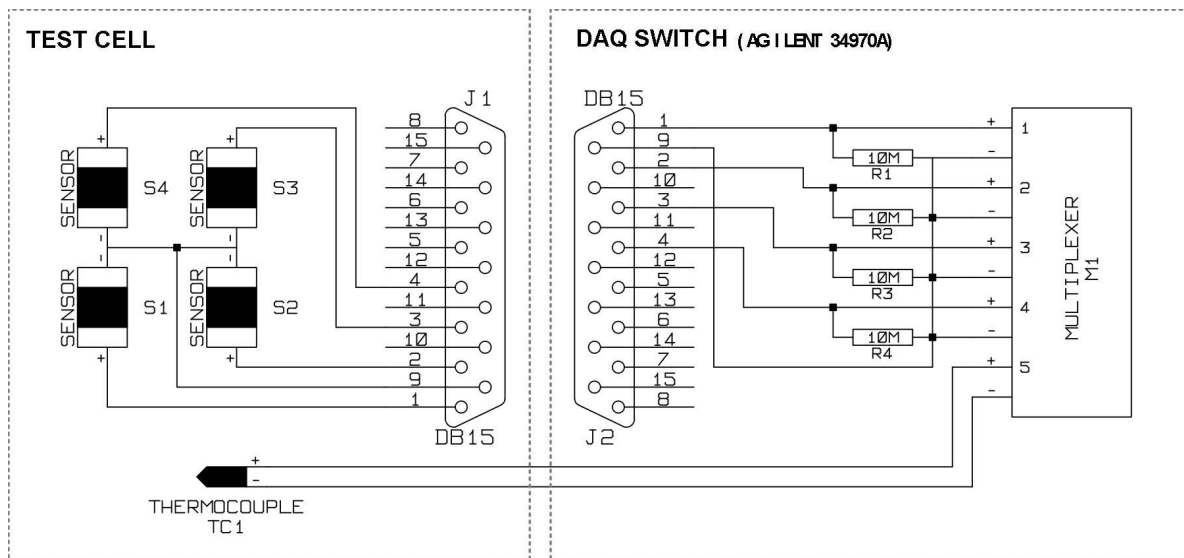 TEST CELL
DAQ SWITCH (AGILENT 34970A)
J1
8
15
7
14
6
13
5
12
4
11
3
10
2
9
1
DB15
+
SENSOR
S4
-
+
SENSOR
S3
-
-
SENSOR
S1
+
-
SENSOR
S2
+
DB15
1
9
2
10
3
11
4
12
5
13
6
14
7
15
8
J2
10M
R1
10M
R2
10M
R3
10M
R4
+
1
-
+
2
-
+
3
-
+
4
-
+
5
-
MULTIPLEXER
M1
+
-
THERMOCOUPLE
TC1